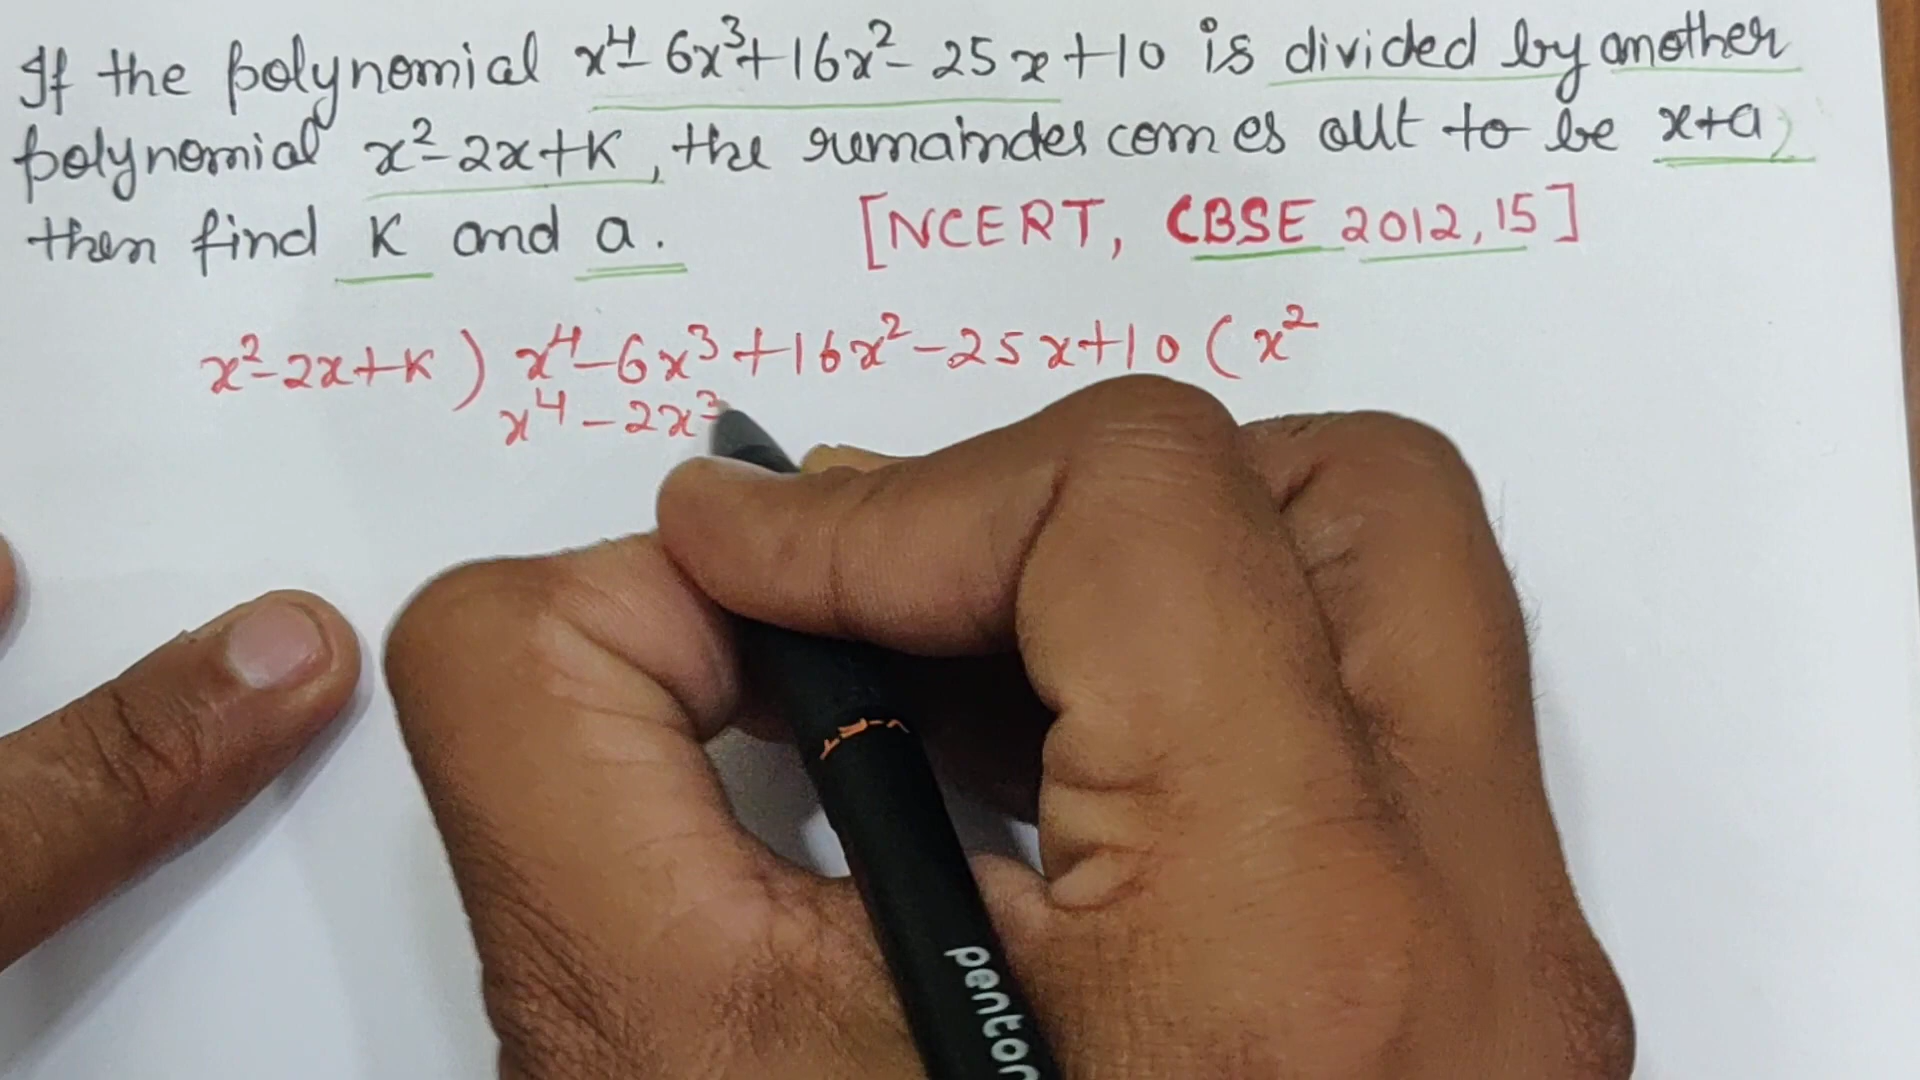 If the polynomial x⁴- 6x³+16x²- 25x+10 is divided by another
polynomial x²-2x+K, the remainder comes out to be x+a,
then find K and a. [NCERT, CBSE 2012,15]
x²-2x+K) x⁴-6x³+16x²-25x+10(x²
x⁴-2x³
penton